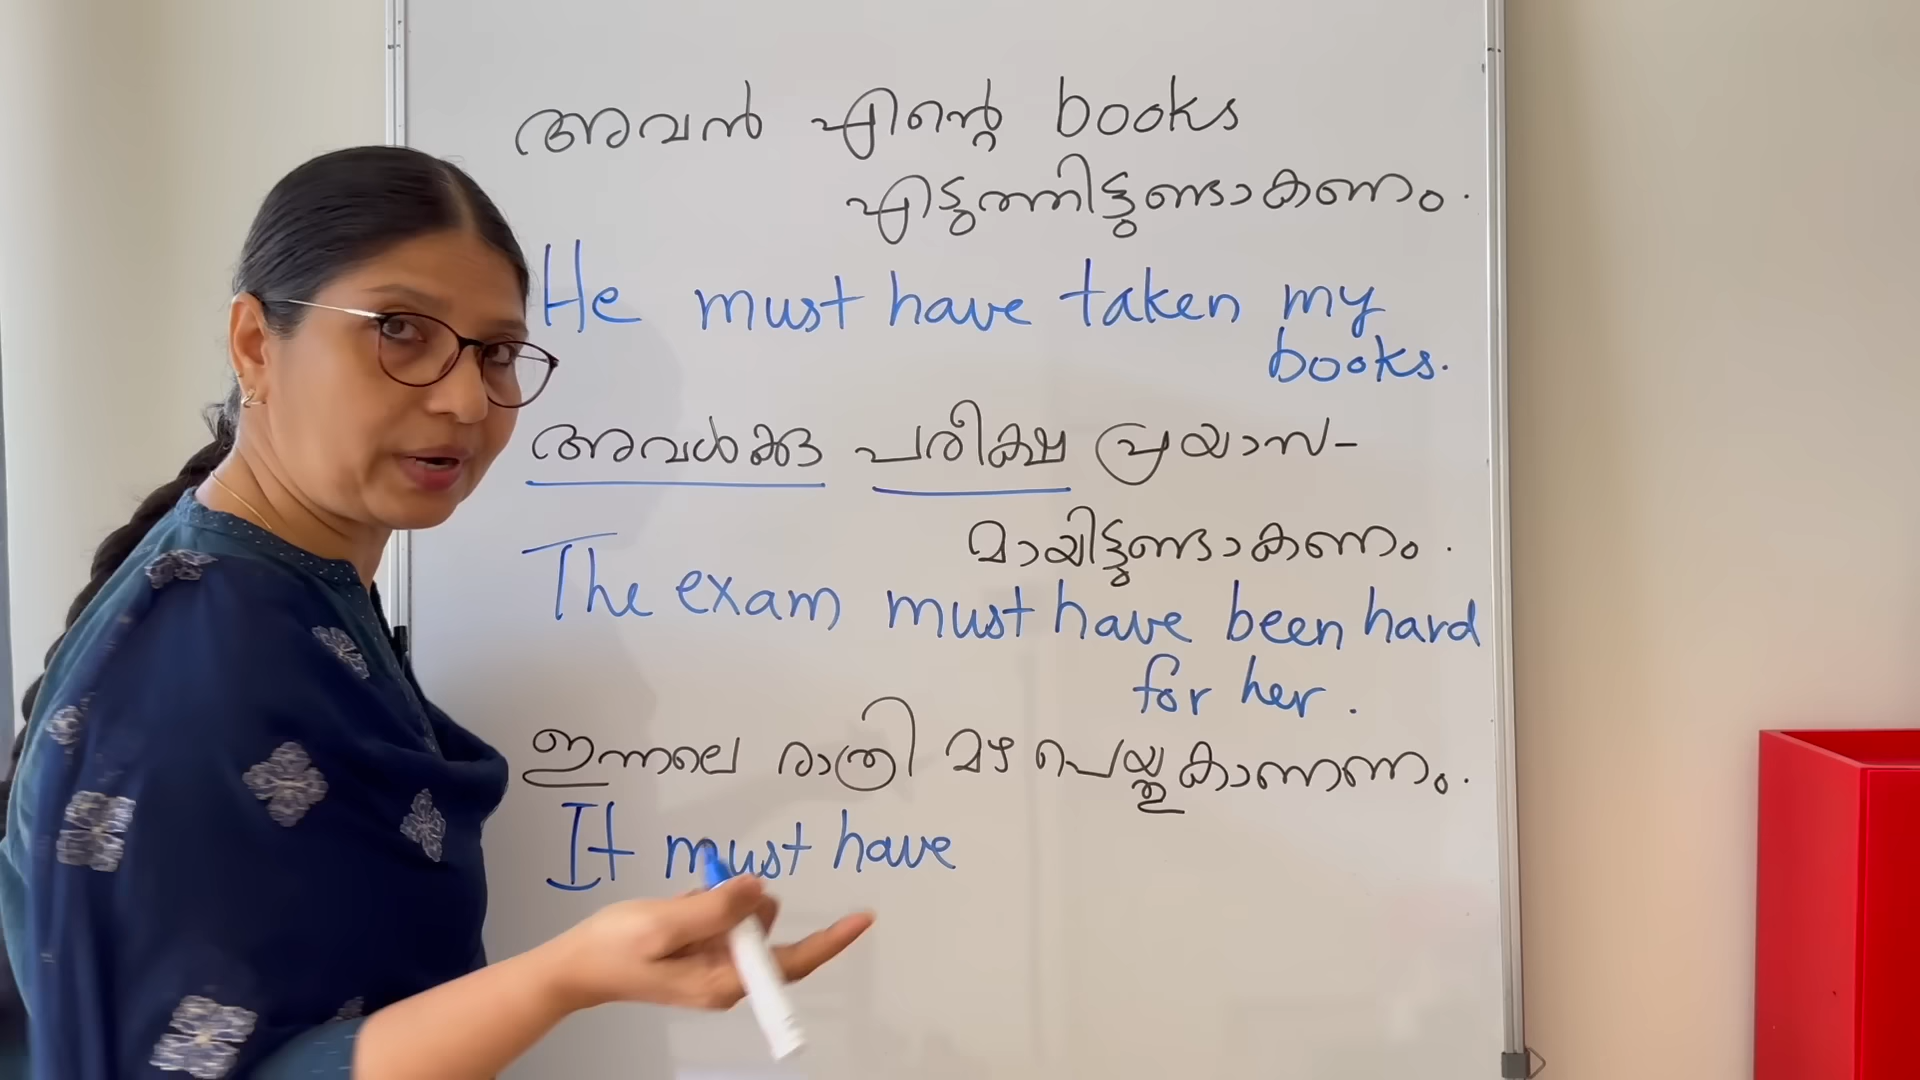 അവൻ എന്റെ books
എടുത്തിട്ടുണ്ടാകണം.
He must have taken my
books.
അവൾക്കു പരീക്ഷ പ്രയാസ-
മായിട്ടുണ്ടാകണം.
The exam must have been hard
for her.
ഇന്നലെ രാത്രി മഴ പെയ്തുകാണണം.
It must have